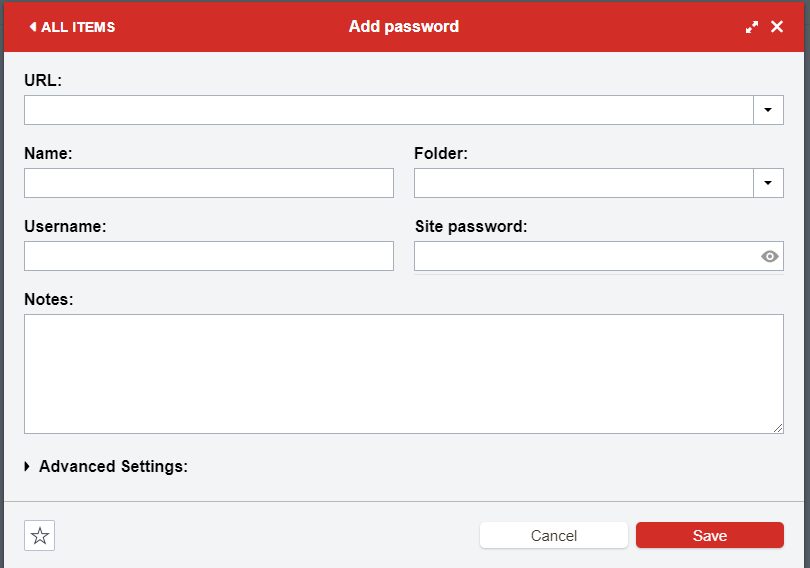 ALL ITEMS Add password
URL:
Name: Folder:
Username: Site password:
Notes:
Advanced Settings:
Cancel Save